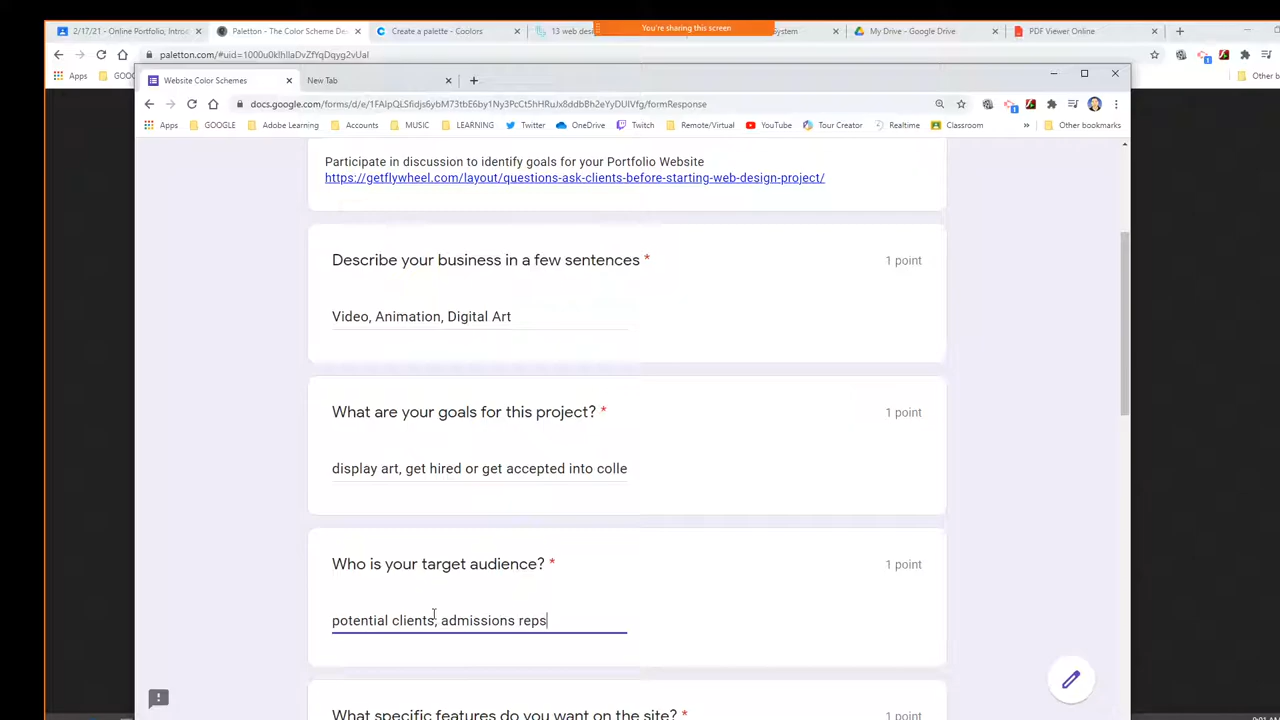 You're sharing this screen
2/17/21 - Online Portfolio, Introd
Paletton - The Color Scheme Des
Create a palette - Coolors
13 web desi
System
My Drive - Google Drive
PDF Viewer Online
paletton.com/#uid=1000u0kIhIIaDvZfYqDqyg2vUaI
Apps
GOO
Other bo
Website Color Schemes
New Tab
docs.google.com/forms/d/e/1FAIpQLSfidjs6ybM73tbE6by1Ny3PcCt5hHRuJx8ddbBh2eYyDUIVfg/formResponse
Apps
GOOGLE
Adobe Learning
Accounts
MUSIC
LEARNING
Twitter
OneDrive
Twitch
Remote/Virtual
YouTube
Tour Creator
Realtime
Classroom
»
Other bookmarks
Participate in discussion to identify goals for your Portfolio Website
https://getflywheel.com/layout/questions-ask-clients-before-starting-web-design-project/
Describe your business in a few sentences *
1 point
Video, Animation, Digital Art
What are your goals for this project? *
1 point
display art, get hired or get accepted into colle
Who is your target audience? *
1 point
potential clients, admissions reps
What specific features do you want on the site? *
1 point